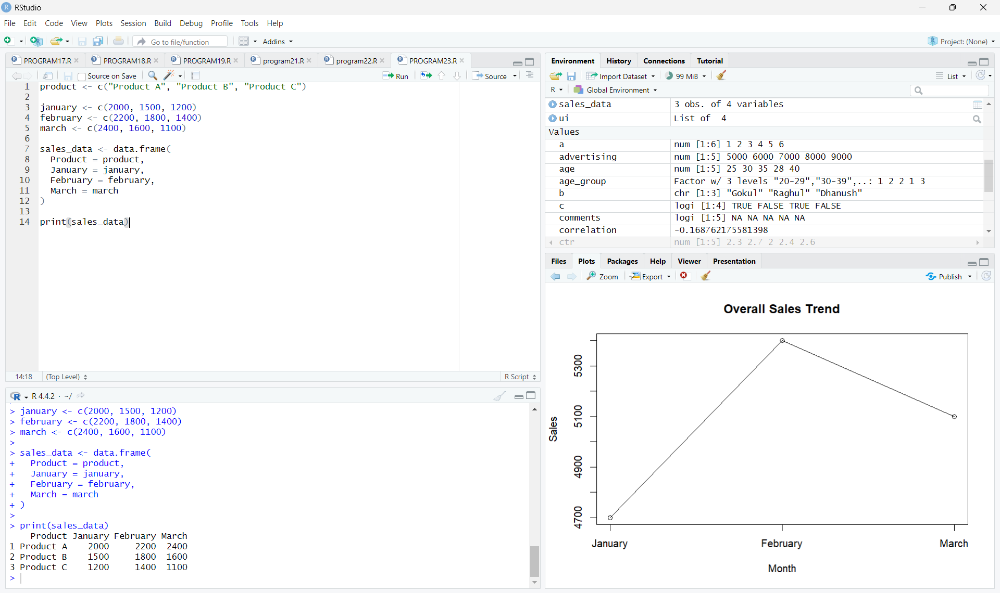 RStudio
File Edit Code View Plots Session Build Debug Profile Tools Help
Go to file/function Addins Project: (None)
PROGRAM17.R PROGRAM18.R PROGRAM19.R program21.R program22.R PROGRAM23.R
Source on Save Run Source
1 product <- c("Product A", "Product B", "Product C")
2
3 january <- c(2000, 1500, 1200)
4 february <- c(2200, 1800, 1400)
5 march <- c(2400, 1600, 1100)
6
7 sales_data <- data.frame(
8   Product = product,
9   January = january,
10   February = february,
11   March = march
12 )
13
14 print(sales_data)
14:18 (Top Level) R Script
R 4.4.2 · ~/
> january <- c(2000, 1500, 1200)
> february <- c(2200, 1800, 1400)
> march <- c(2400, 1600, 1100)
>
> sales_data <- data.frame(
+   Product = product,
+   January = january,
+   February = february,
+   March = march
+ )
>
> print(sales_data)
    Product January February March
1 Product A    2000     2200  2400
2 Product B    1500     1800  1600
3 Product C    1200     1400  1100
>
Environment History Connections Tutorial
Import Dataset 99 MiB List
R Global Environment
sales_data 3 obs. of 4 variables
ui List of 4
Values
a num [1:6] 1 2 3 4 5 6
advertising num [1:5] 5000 6000 7000 8000 9000
age num [1:5] 25 30 35 28 40
age_group Factor w/ 3 levels "20-29","30-39",..: 1 2 2 1 3
b chr [1:3] "Gokul" "Raghul" "Dhanush"
c logi [1:4] TRUE FALSE TRUE FALSE
comments logi [1:5] NA NA NA NA NA
correlation -0.168762175581398
ctr num [1:5] 2.3 2.7 2 2.4 2.6
Files Plots Packages Help Viewer Presentation
Zoom Export Publish
Overall Sales Trend
5300
5100
4900
4700
Sales
January February March
Month